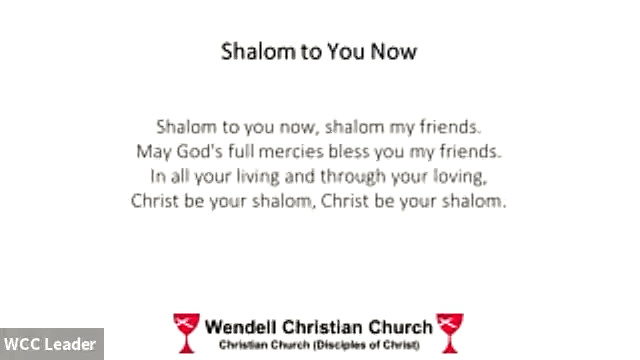 Shalom to You Now
Shalom to you now, shalom my friends.
May God's full mercies bless you my friends.
In all your living and through your loving,
Christ be your shalom, Christ be your shalom.
Wendell Christian Church
Christian Church (Disciples of Christ)
WCC Leader